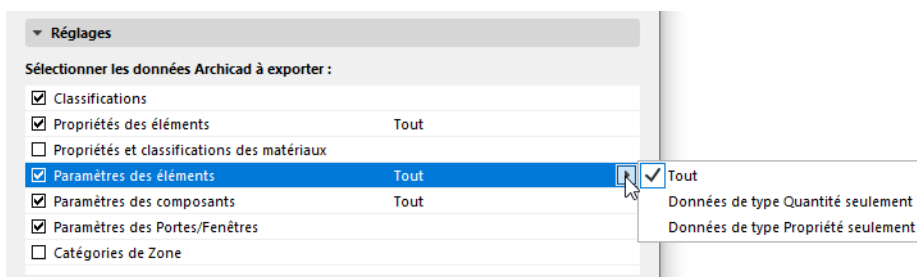 Réglages
Sélectionner les données Archicad à exporter :
Classifications
Propriétés des éléments Tout
Propriétés et classifications des matériaux
Paramètres des éléments Tout
Tout
Paramètres des composants Tout
Données de type Quantité seulement
Paramètres des Portes/Fenêtres
Données de type Propriété seulement
Catégories de Zone